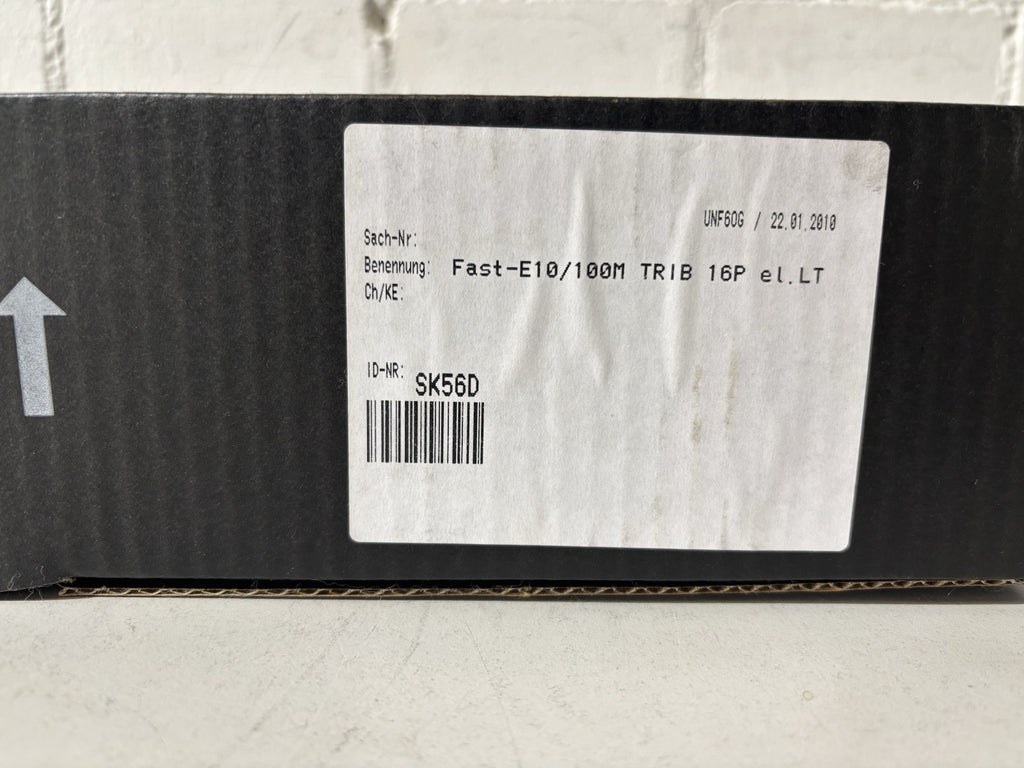 UNF60G / 22.01.2010
Sach-Nr:
Benennung: Fast-E10/100M TRIB 16P el.LT
Ch/KE:
ID-NR: SK56D